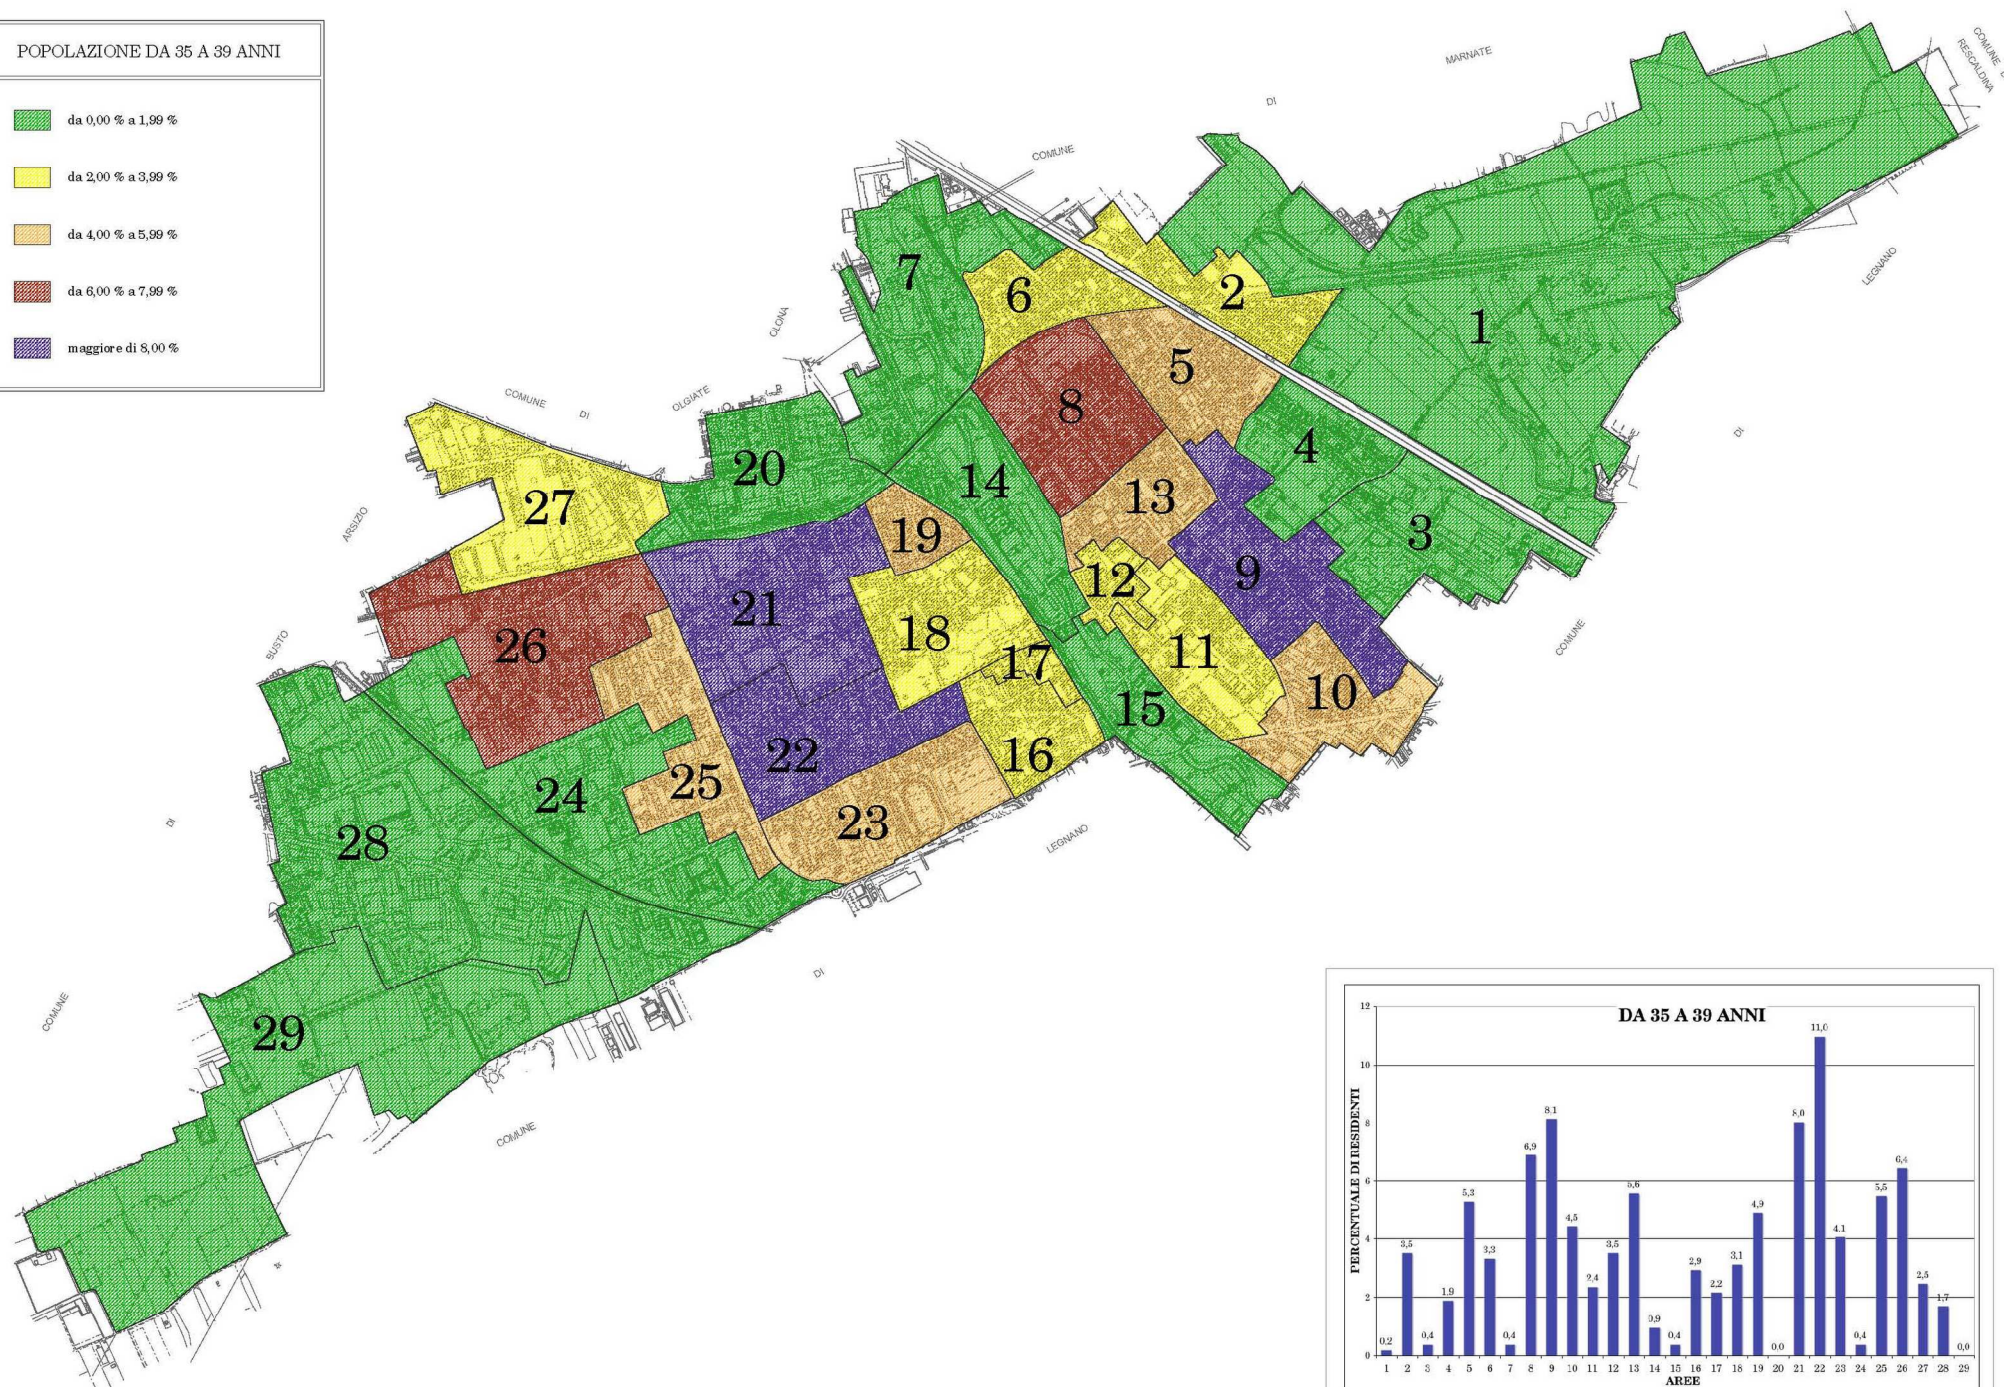 POPOLAZIONE DA 35 A 39 ANNI
da 0,00 % a 1,99 %
da 2,00 % a 3,99 %
da 4,00 % a 5,99 %
da 6,00 % a 7,99 %
maggiore di 8,00 %
MARNATE
DI
COMUNE
COMUNE
RESCALDINA
LEGNANO
DI
COMUNE
OLONA
OLGIATE
DI
COMUNE
ARSIZIO
BUSTO
DI
COMUNE
LEGNANO
DI
COMUNE
7
6
2
1
5
8
4
20
14
27
13
3
19
12
9
21
18
26
17
11
10
15
22
16
25
24
23
28
29
DA 35 A 39 ANNI
PERCENTUALE DI RESIDENTI
12
10
8
6
4
2
0
0,2
3,5
0,4
1,9
5,3
3,3
0,4
6,9
8,1
4,5
2,4
3,5
5,6
0,9
0,4
2,9
2,2
3,1
4,9
0,0
8,0
11,0
4,1
0,4
5,5
6,4
2,5
1,7
0,0
1 2 3 4 5 6 7 8 9 10 11 12 13 14 15 16 17 18 19 20 21 22 23 24 25 26 27 28 29
AREE